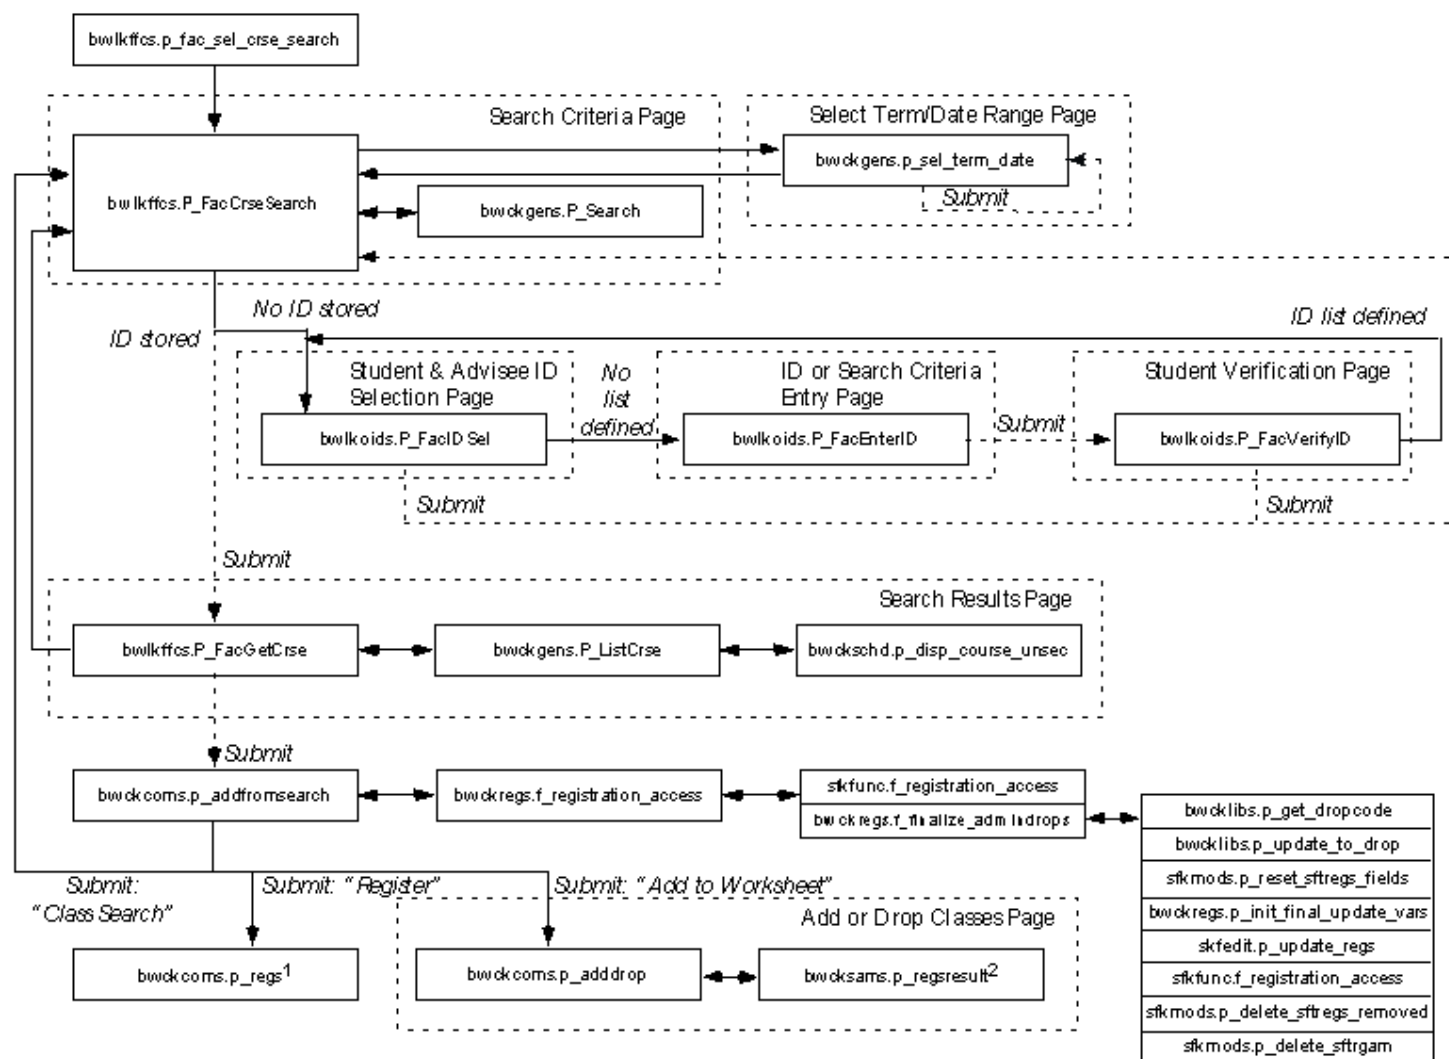 bwlkffcs.p_fac_sel_crse_search
Search Criteria Page
Select Term/Date Range Page
bwckgens.p_sel_term_date
Submit
bwlkffcs.P_FacCrseSearch
bwckgens.P_Search
No ID stored
ID stored
ID list defined
Student & Advisee ID
Selection Page
No
list
defined
ID or Search Criteria
Entry Page
Student Verification Page
bwlkoids.P_FacIDSel
bwlkoids.P_FacEnterID
Submit
bwlkoids.P_FacVerifyID
Submit
Submit
Submit
Search Results Page
bwlkffcs.P_FacGetCrse
bwckgens.P_ListCrse
bwckschd.p_disp_course_unsec
Submit
bwckcoms.p_addfromsearch
bwckregs.f_registration_access
sfkfunc.f_registration_access
bwckregs.f_finalize_admindrops
bwcklibs.p_get_dropcode
bwcklibs.p_update_to_drop
sfkmods.p_reset_sftregs_fields
bwckregs.p_init_final_update_vars
skfedit.p_update_regs
sfkfunc.f_registration_access
sfkmods.p_delete_sftregs_removed
sfkmods.p_delete_sftrgam
Submit:
"Class Search"
Submit: "Register"
Submit: "Add to Worksheet"
Add or Drop Classes Page
bwckcoms.p_regs1
bwckcoms.p_adddrop
bwcksams.p_regsresult2